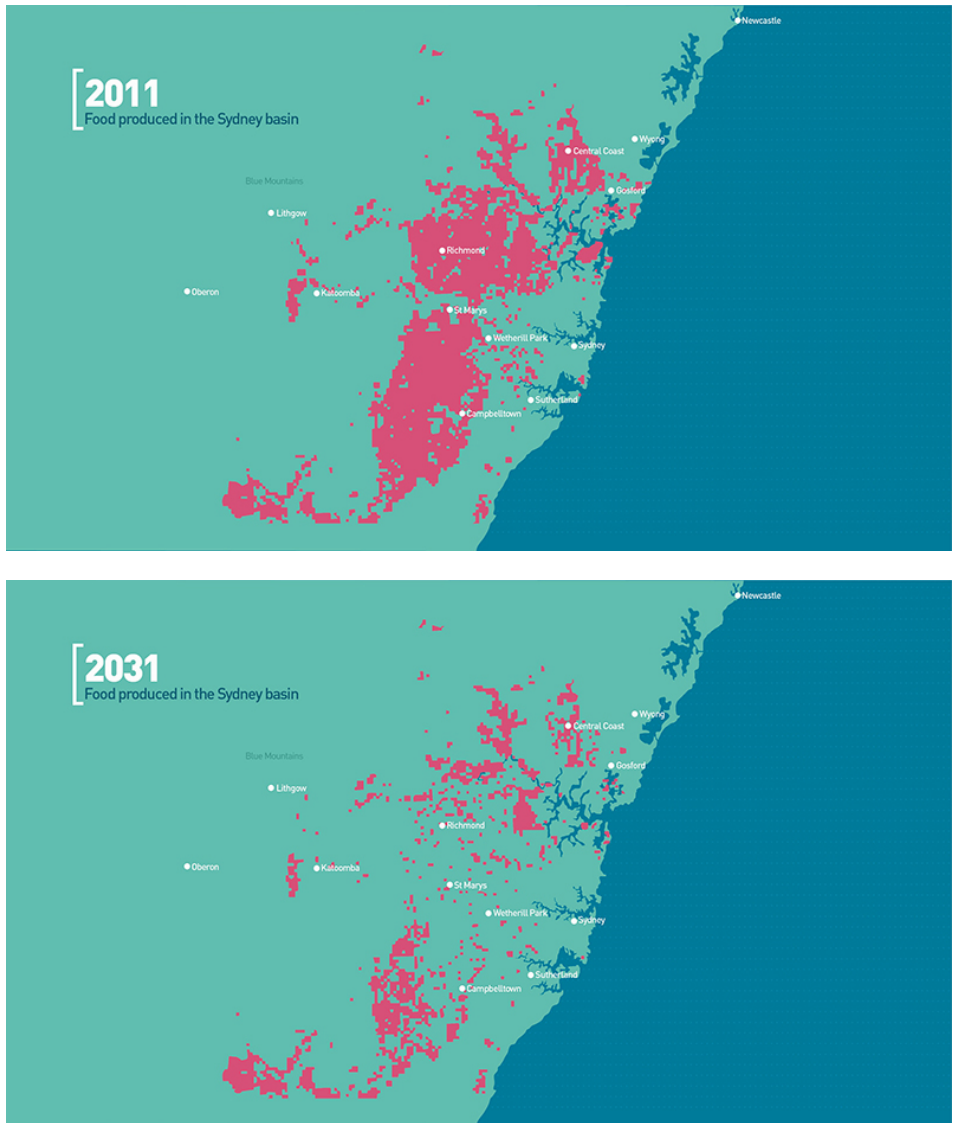 Newcastle
2011
Food produced in the Sydney basin
Wyong
Central Coast
Blue Mountains
Gosford
Lithgow
Richmond
Oberon
Katoomba
St Marys
Wetherill Park
Sydney
Sutherland
Campbelltown
Newcastle
2031
Food produced in the Sydney basin
Wyong
Central Coast
Blue Mountains
Gosford
Lithgow
Richmond
Oberon
Katoomba
St Marys
Wetherill Park
Sydney
Sutherland
Campbelltown